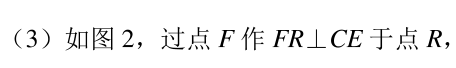 （3）如图 2，过点 F 作 FR⊥CE 于点 R，